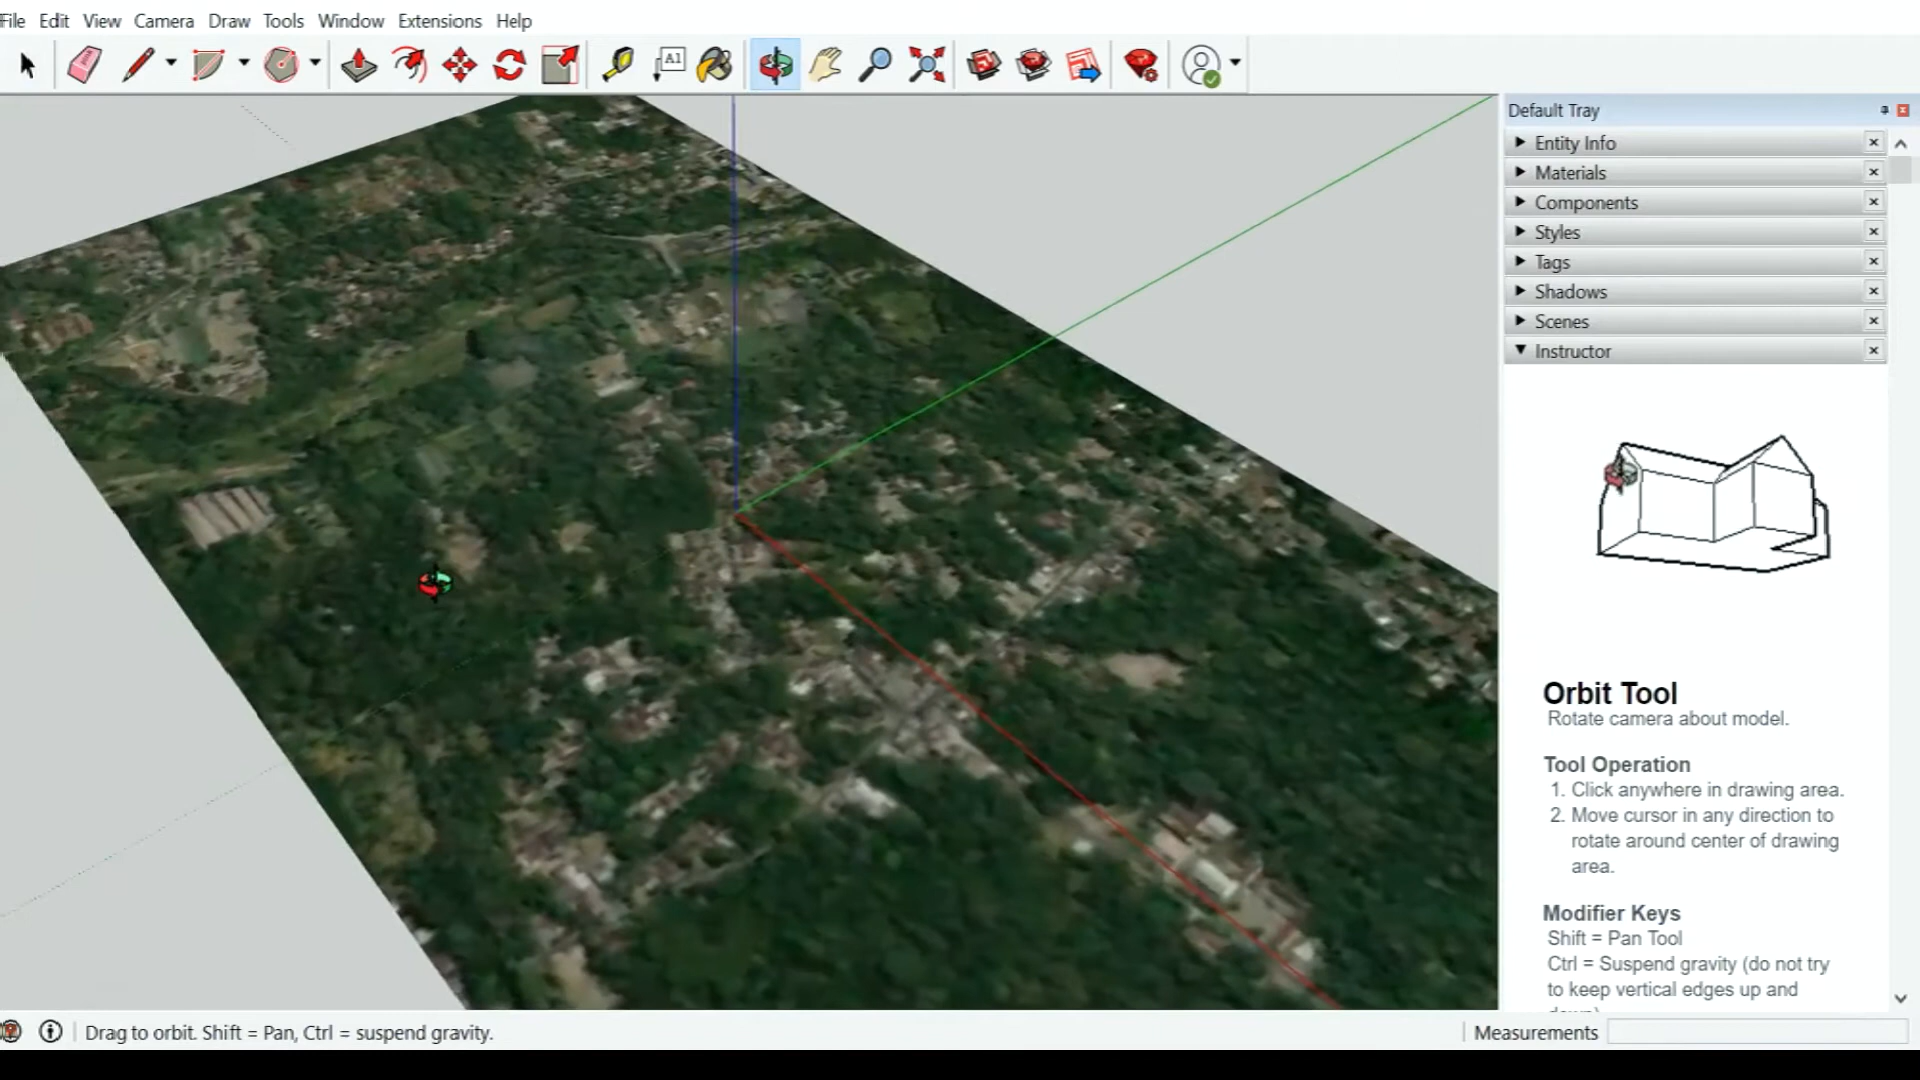 File Edit View Camera Draw Tools Window Extensions Help
A1
Default Tray
Entity Info
Materials
Components
Styles
Tags
Shadows
Scenes
Instructor
Orbit Tool
Rotate camera about model.
Tool Operation
1. Click anywhere in drawing area.
2. Move cursor in any direction to
rotate around center of drawing
area.
Modifier Keys
Shift = Pan Tool
Ctrl = Suspend gravity (do not try
to keep vertical edges up and
Drag to orbit. Shift = Pan, Ctrl = suspend gravity.
Measurements